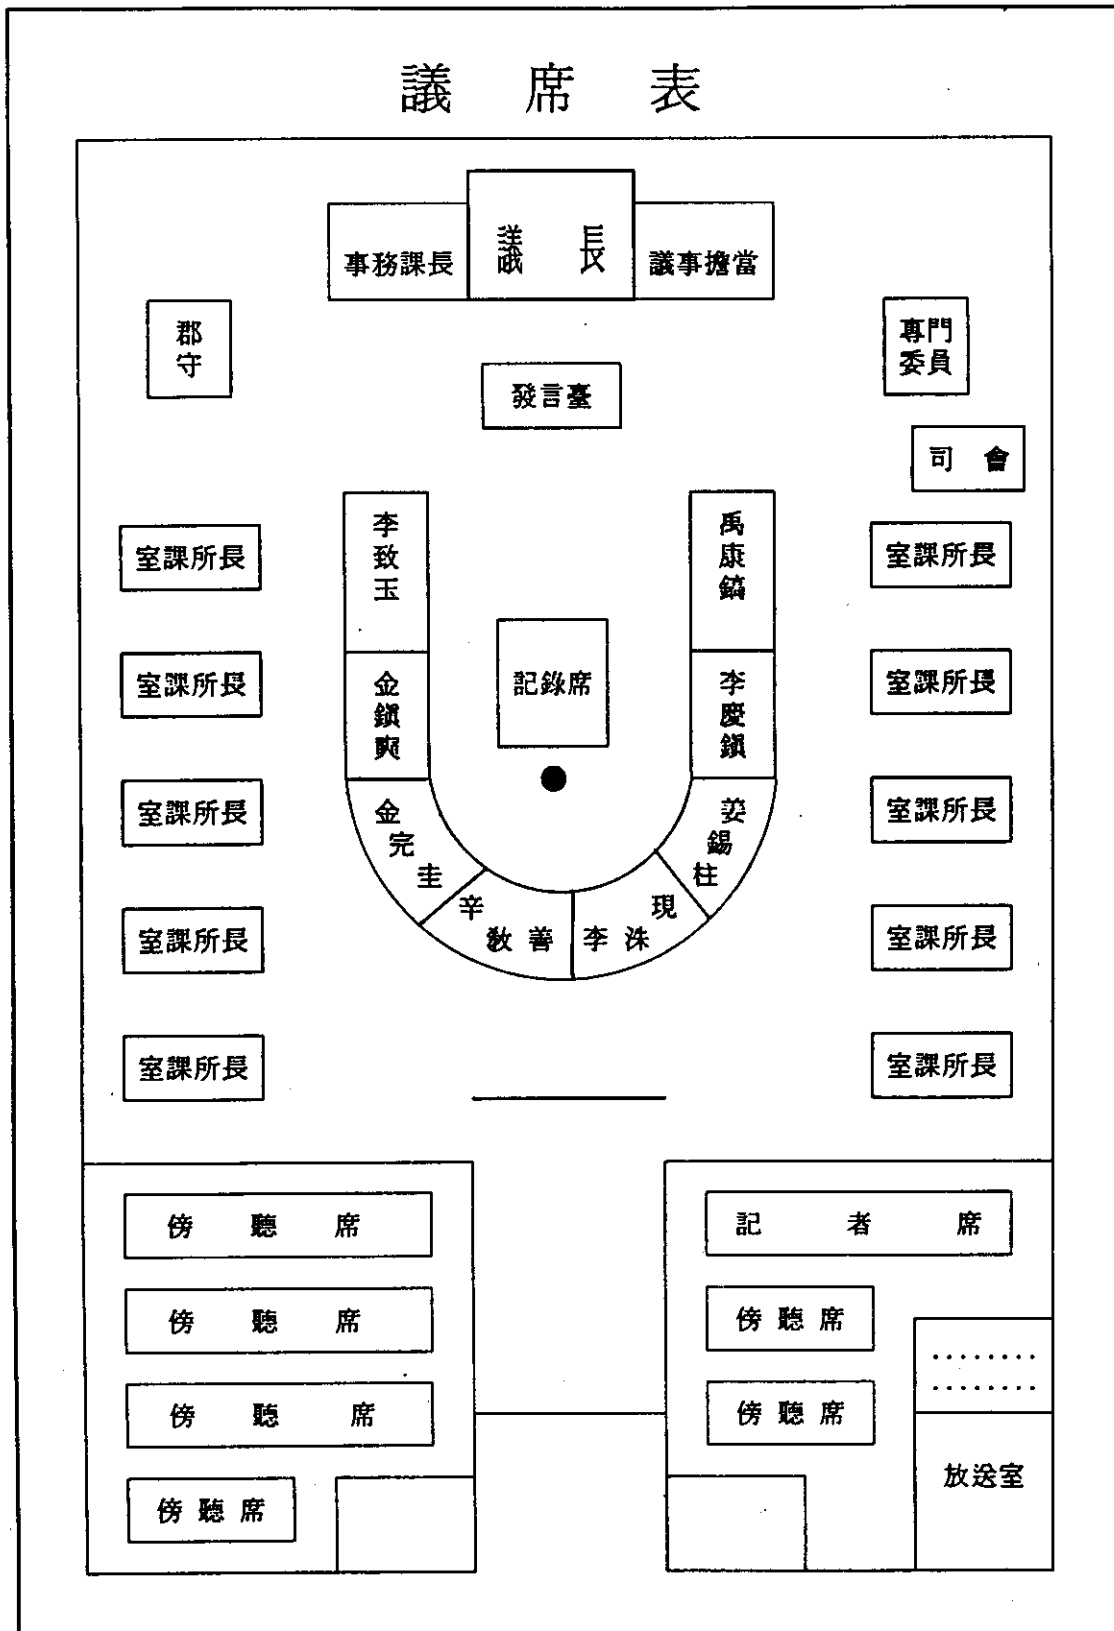 議席表
事務課長
議長
議事擔當
郡守
專門委員
發言臺
司會
李致玉
禹康鎬
室課所長
室課所長
記錄席
金鎭奭
李慶鎭
室課所長
室課所長
金完圭
姜錫柱
室課所長
室課所長
辛敎善
李洙現
室課所長
室課所長
室課所長
室課所長
傍聽席
記者席
傍聽席
傍聽席
傍聽席
傍聽席
放送室
傍聽席